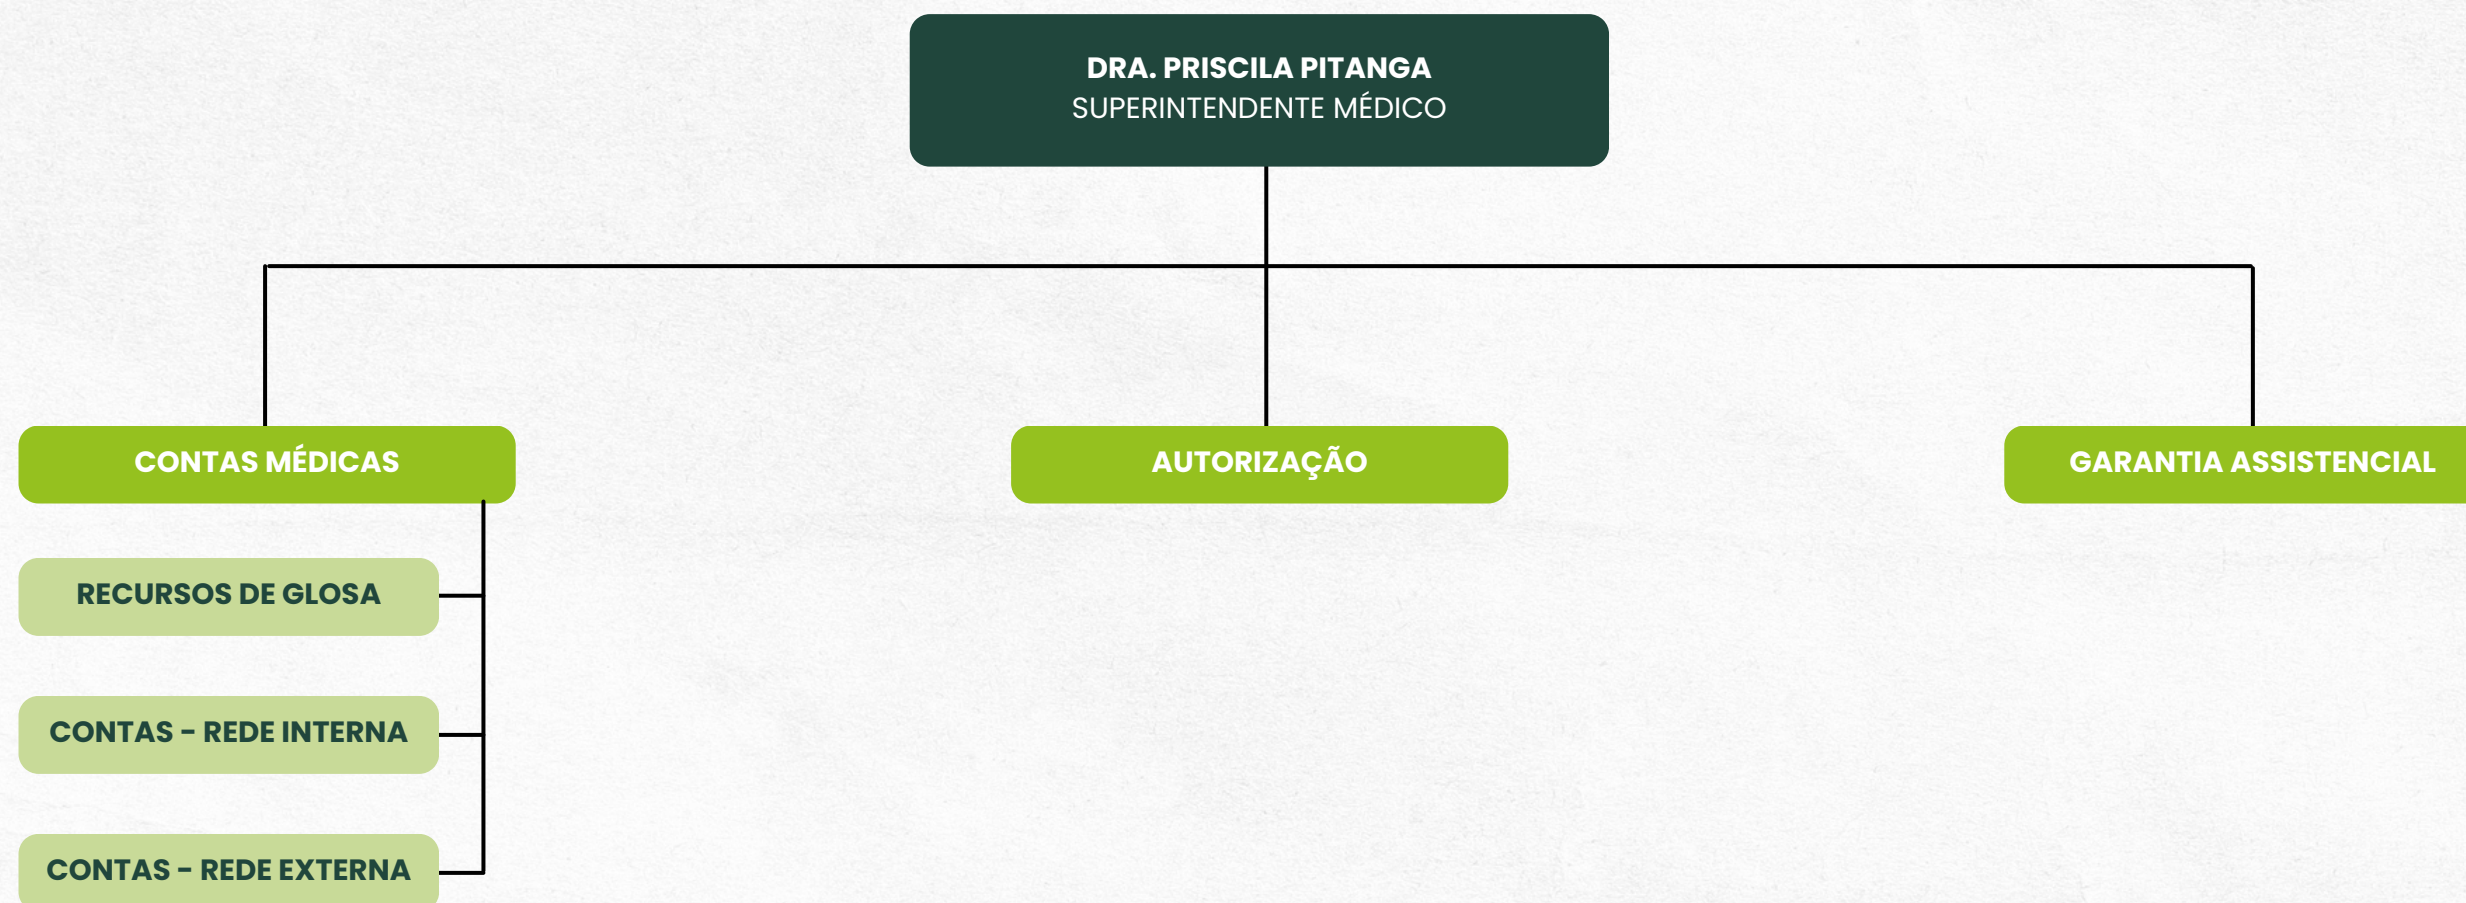 DRA. PRISCILA PITANGA
SUPERINTENDENTE MÉDICO
CONTAS MÉDICAS
AUTORIZAÇÃO
GARANTIA ASSISTENCIAL
RECURSOS DE GLOSA
CONTAS - REDE INTERNA
CONTAS - REDE EXTERNA